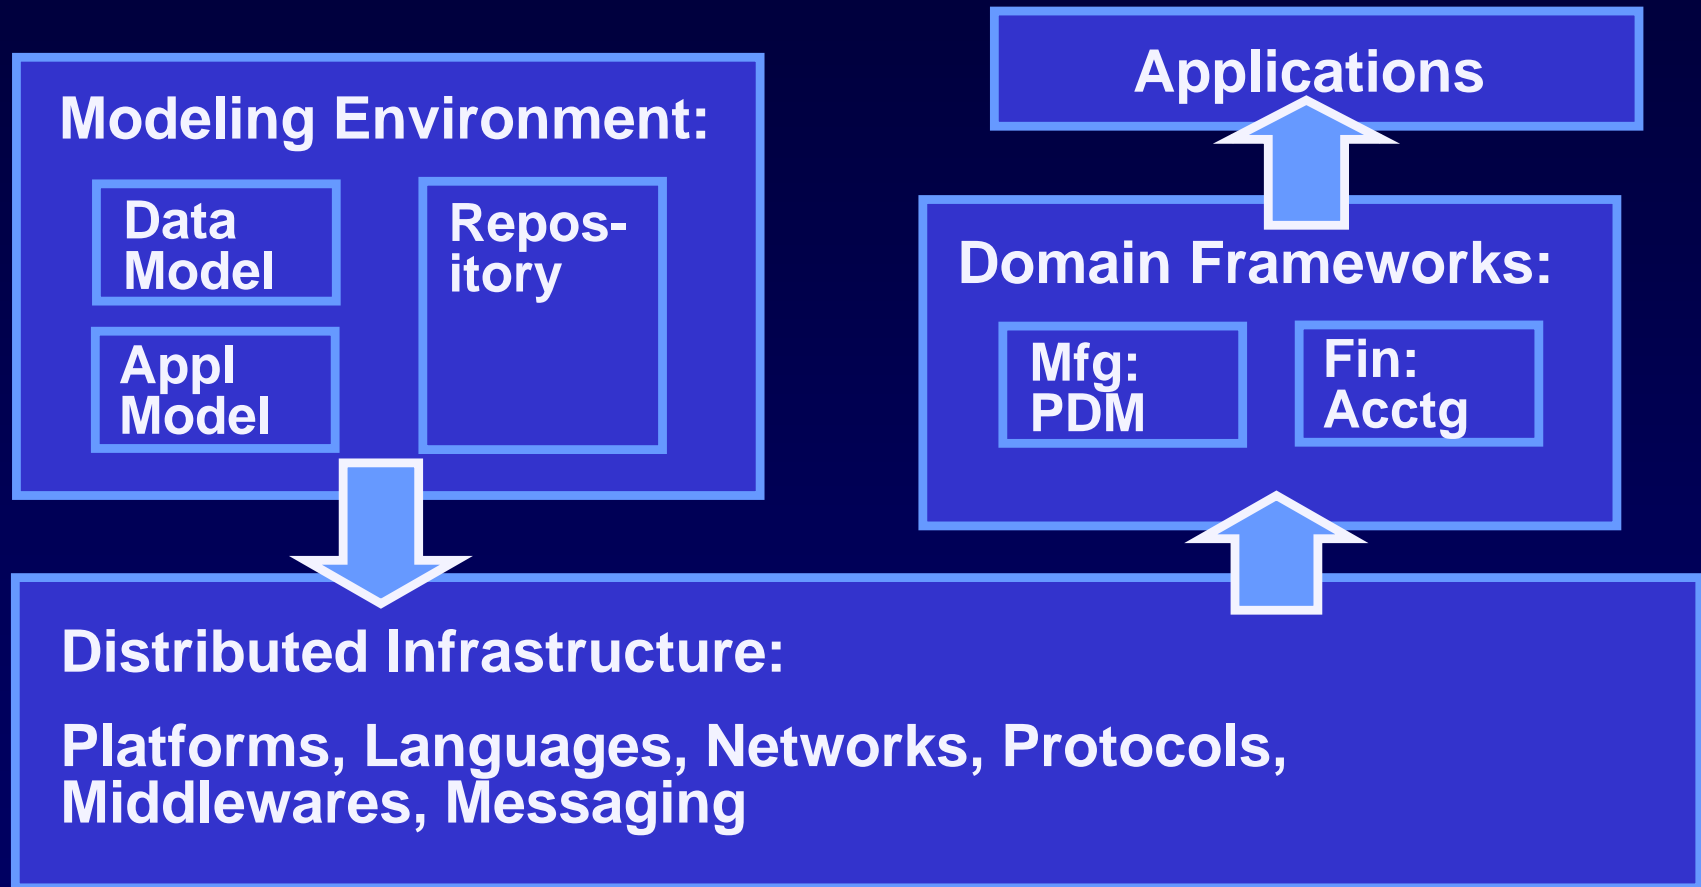 Modeling Environment:
Data
Model
Repos-
itory
Appl
Model
Applications
Domain Frameworks:
Mfg:
PDM
Fin:
Acctg
Distributed Infrastructure:
Platforms, Languages, Networks, Protocols,
Middlewares, Messaging